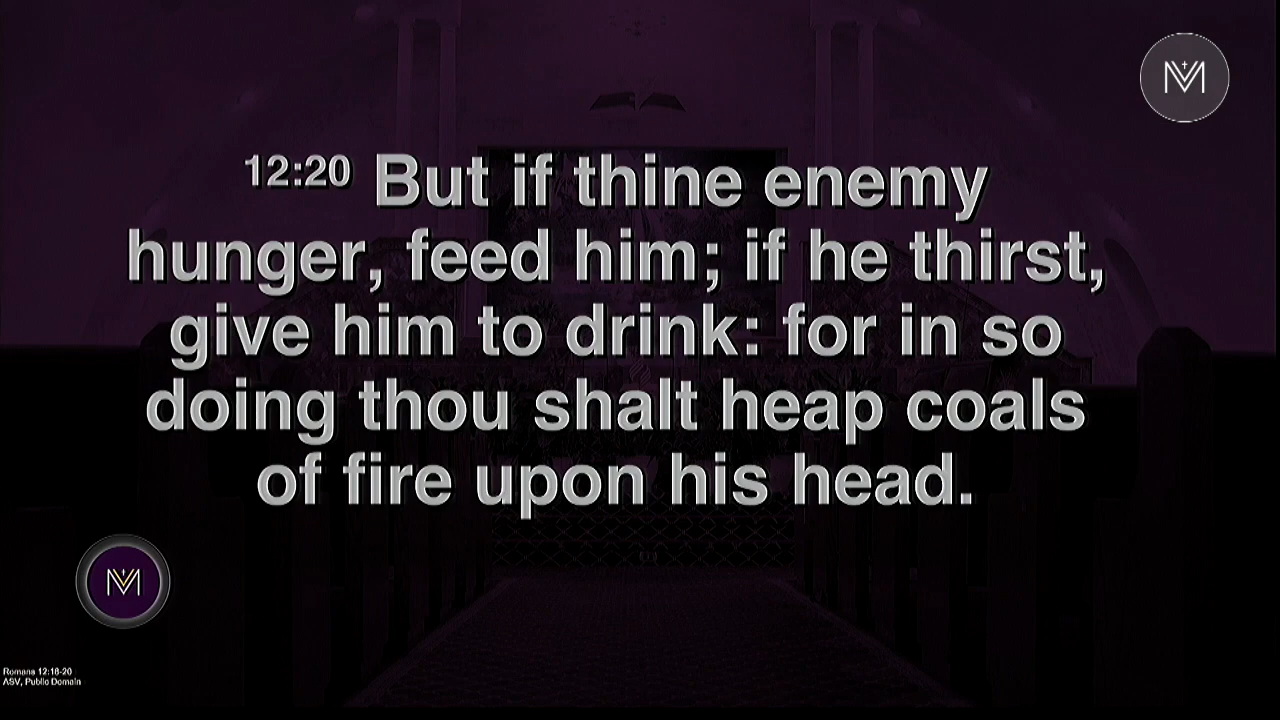 12:20 But if thine enemy
hunger, feed him; if he thirst,
give him to drink: for in so
doing thou shalt heap coals
of fire upon his head.
Romans 12:18-20
ASV, Public Domain